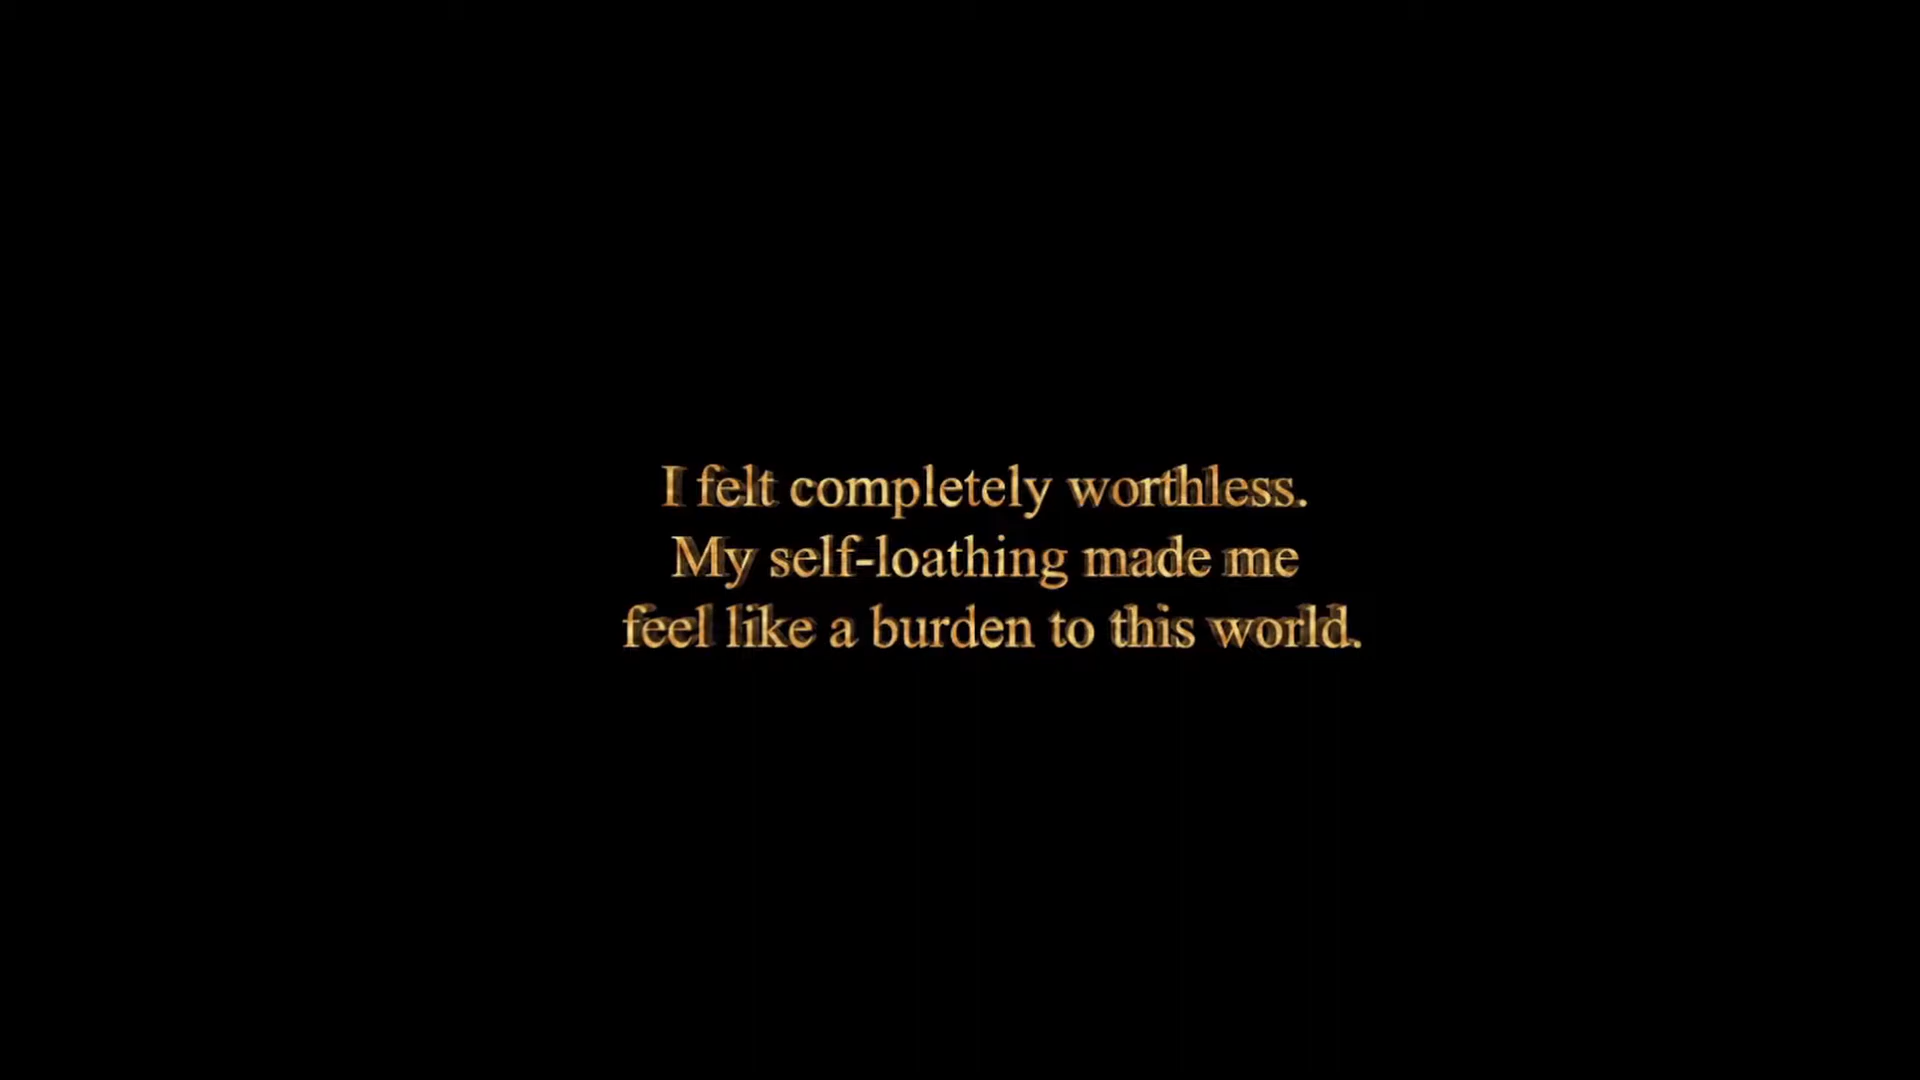 I felt completely worthless.
My self-loathing made me
feel like a burden to this world.